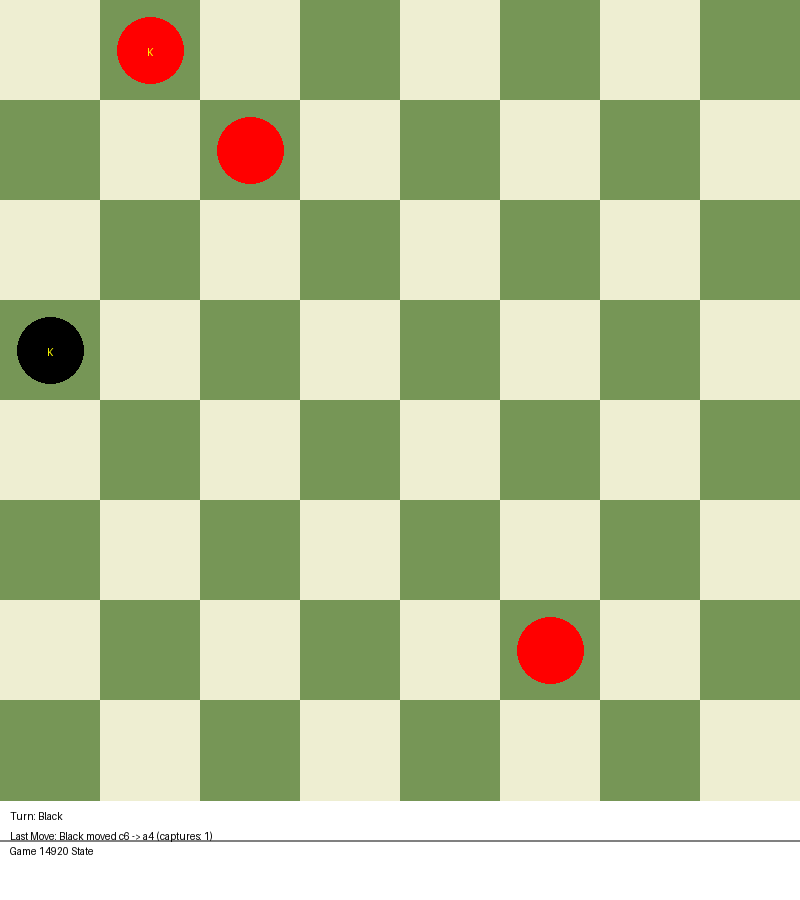 K
K
Turn: Black
Last Move: Black moved c6 -> a4 (captures: 1)
Game 14920 State